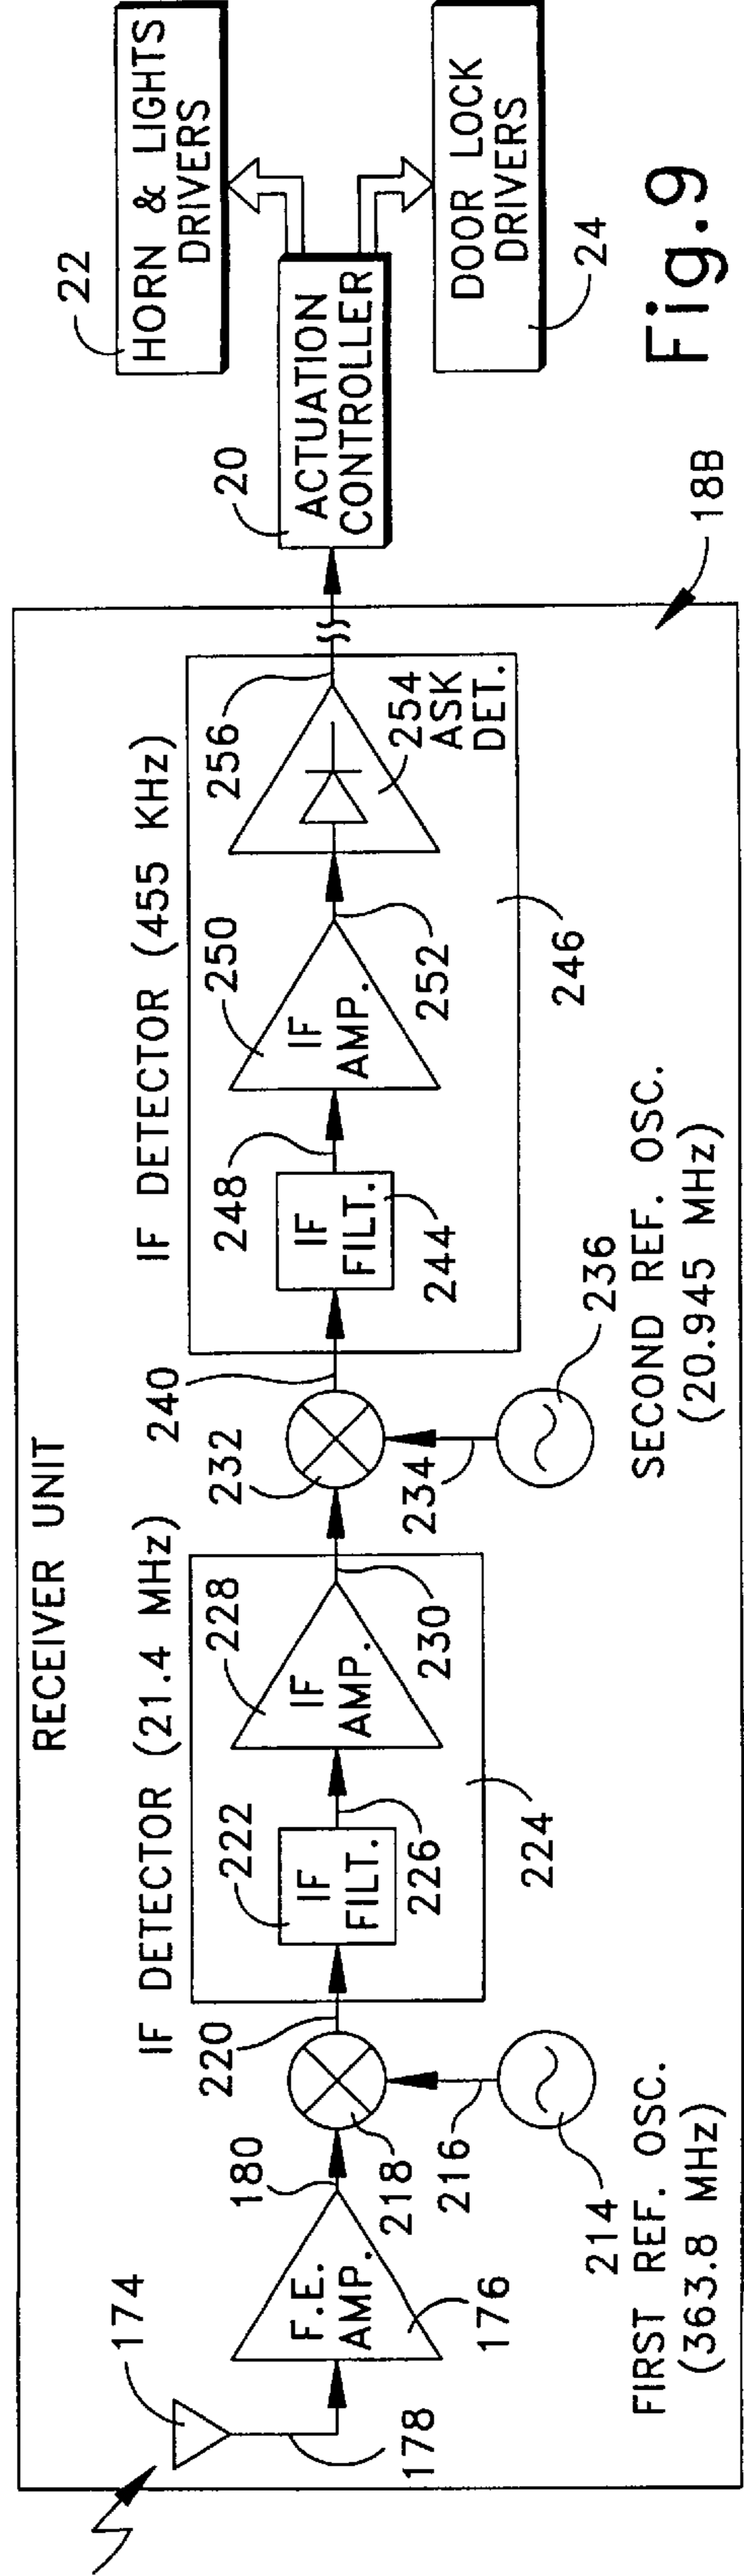 RECEIVER UNIT
174
178
F.E.
AMP.
176
180
218
216
214
FIRST REF. OSC.
(363.8 MHz)
220
IF DETECTOR (21.4 MHz)
222
IF
FILT.
226
228
IF
AMP.
230
224
232
234
236
SECOND REF. OSC.
(20.945 MHz)
240
IF DETECTOR (455 KHz)
248
IF
FILT.
244
250
IF
AMP.
252
246
256
254
ASK
DET.
18B
20
ACTUATION
CONTROLLER
22
HORN & LIGHTS
DRIVERS
DOOR LOCK
DRIVERS
24
Fig.9